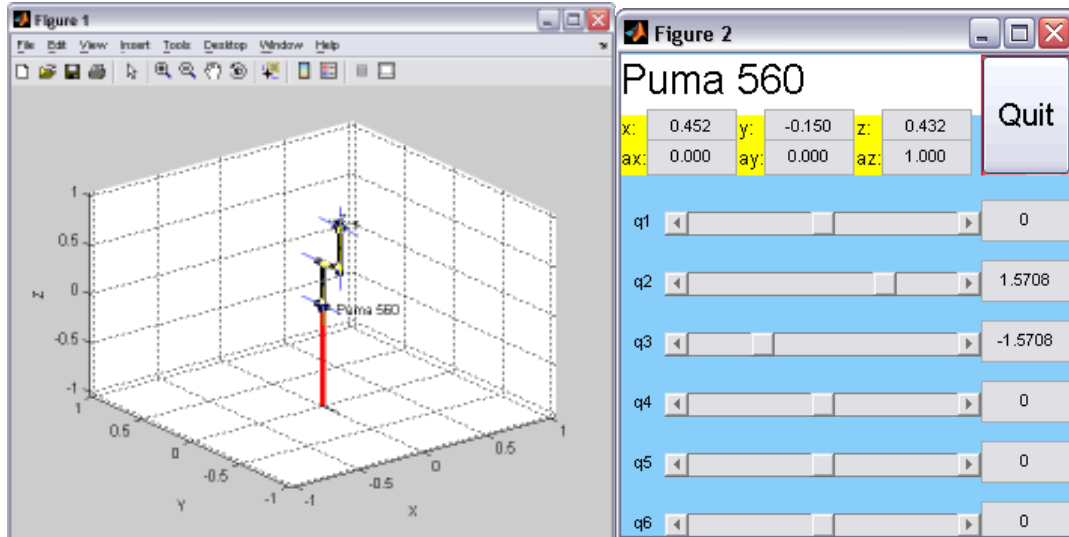 Figure 1
File Edit View Insert Tools Desktop Window Help
1
0.5
0
-0.5
-1
Z
1
0.5
0
-0.5
-1
Y
-1
-0.5
0
0.5
1
X
Puma 560
Figure 2
Puma 560
Quit
x: 0.452 y: -0.150 z: 0.432
ax: 0.000 ay: 0.000 az: 1.000
q1 0
q2 1.5708
q3 -1.5708
q4 0
q5 0
q6 0